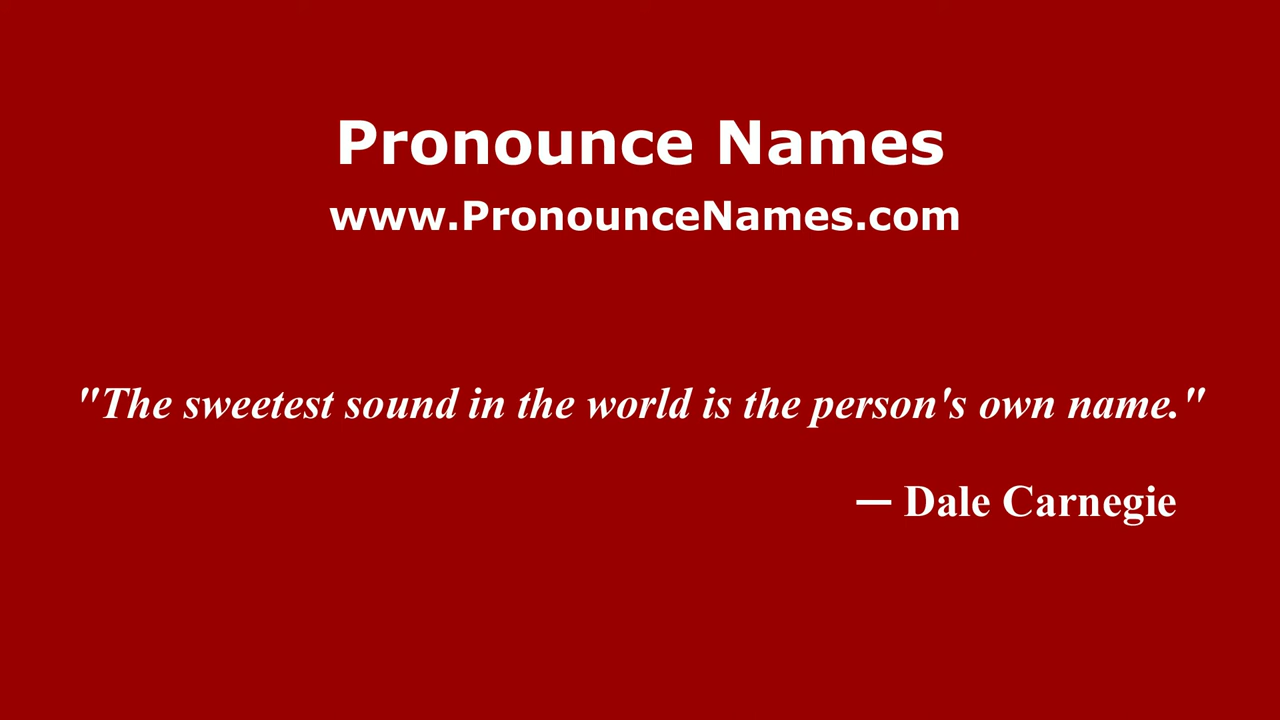 Pronounce Names
www.PronounceNames.com
"The sweetest sound in the world is the person's own name."
— Dale Carnegie